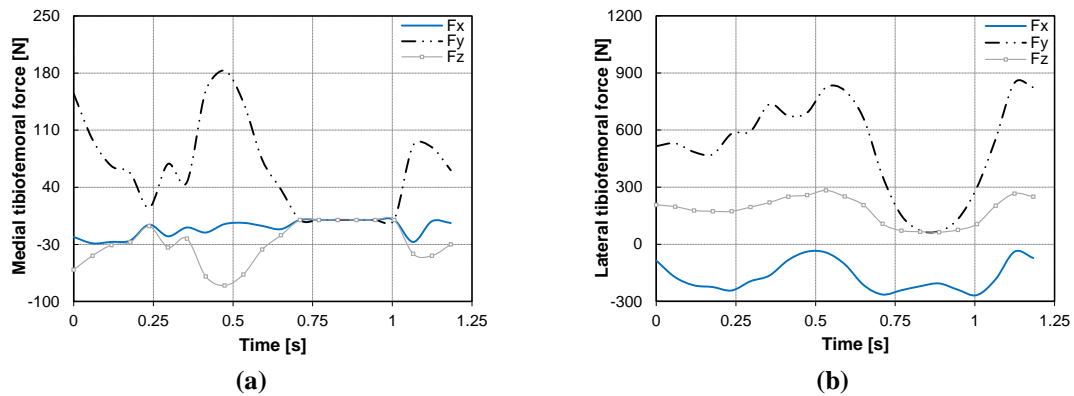 250
180
110
40
-30
-100
Medial tibiofemoral force [N]
Fx
Fy
Fz
0
0.25
0.5
0.75
1
1.25
Time [s]
(a)
1200
900
600
300
0
-300
Lateral tibiofemoral force [N]
Fx
Fy
Fz
0
0.25
0.5
0.75
1
1.25
Time [s]
(b)